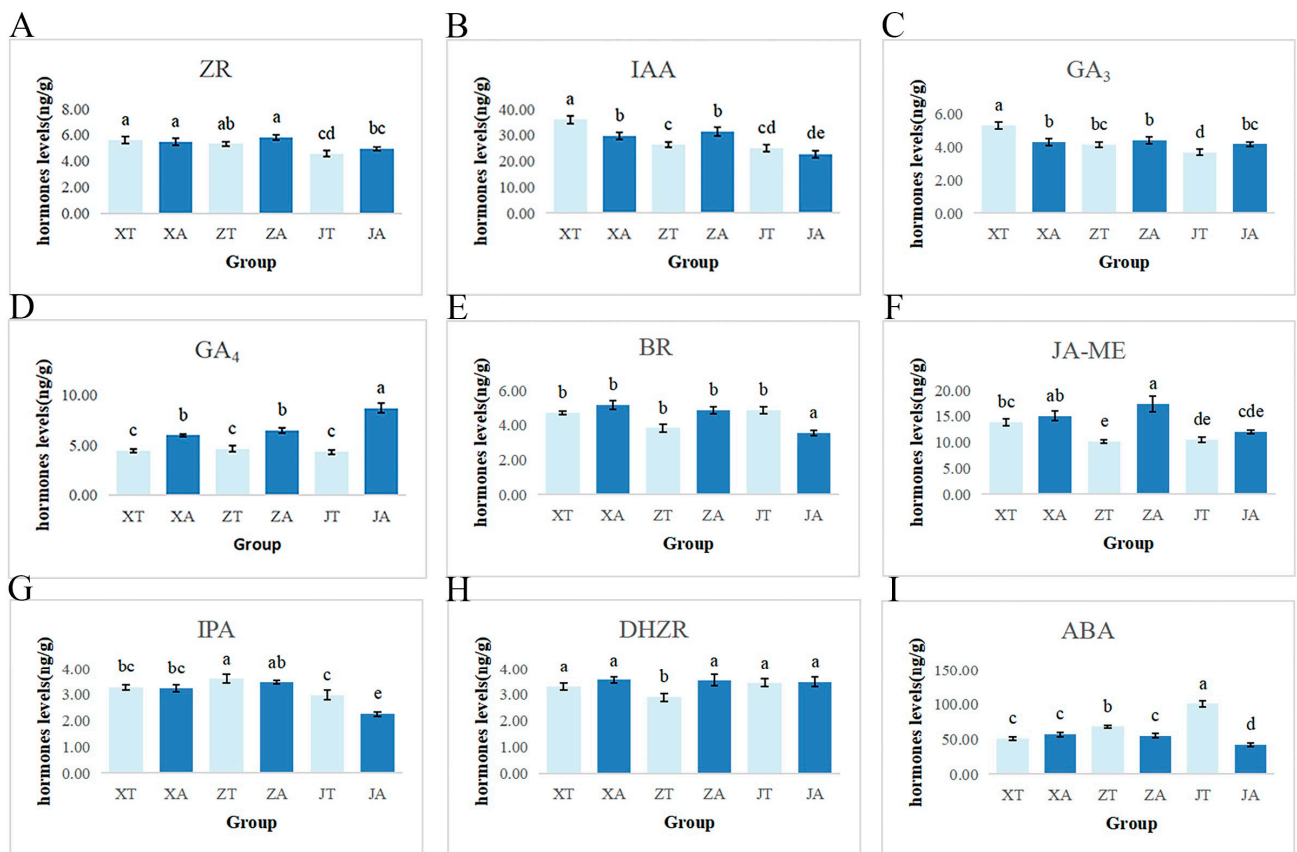 A
ZR
hormones levels(ng/g)
8.00
6.00
4.00
2.00
0.00
a a ab a cd bc
XT XA ZT ZA JT JA
Group
B
IAA
hormones levels(ng/g)
40.00
30.00
20.00
10.00
0.00
a b c b cd de
XT XA ZT ZA JT JA
Group
C
GA₃
hormones levels(ng/g)
6.00
4.00
2.00
0.00
a b bc b d bc
XT XA ZT ZA JT JA
Group
D
GA₄
hormones levels(ng/g)
10.00
5.00
0.00
c b c b c a
XT XA ZT ZA JT JA
Group
E
BR
hormones levels(ng/g)
6.00
4.00
2.00
0.00
b b b b b a
XT XA ZT ZA JT JA
Group
F
JA-ME
hormones levels(ng/g)
20.00
15.00
10.00
5.00
0.00
bc ab e a de cde
XT XA ZT ZA JT JA
Group
G
IPA
hormones levels(ng/g)
4.00
3.00
2.00
1.00
0.00
bc bc a ab c e
XT XA ZT ZA JT JA
Group
H
DHZR
hormones levels(ng/g)
4.00
3.00
2.00
1.00
0.00
a a b a a a
XT XA ZT ZA JT JA
Group
I
ABA
hormones levels(ng/g)
150.00
100.00
50.00
0.00
c c b c a d
XT XA ZT ZA JT JA
Group